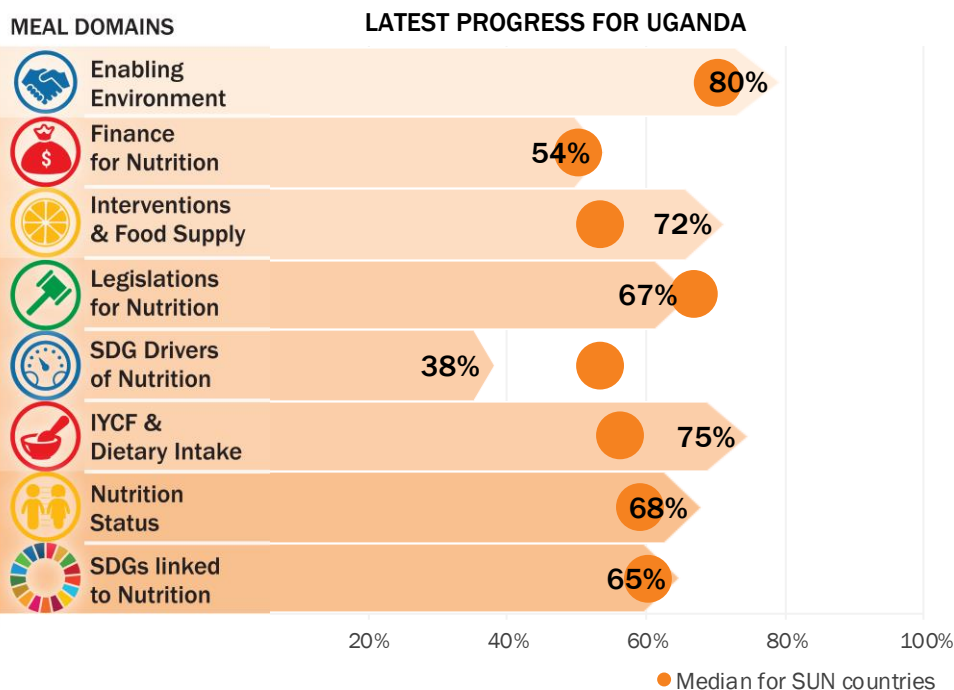 MEAL DOMAINS
LATEST PROGRESS FOR UGANDA
Enabling
Environment
80%
Finance
for Nutrition
54%
Interventions
& Food Supply
72%
Legislations
for Nutrition
67%
SDG Drivers
of Nutrition
38%
IYCF &
Dietary Intake
75%
Nutrition
Status
68%
SDGs linked
to Nutrition
65%
20% 40% 60% 80% 100%
Median for SUN countries
$